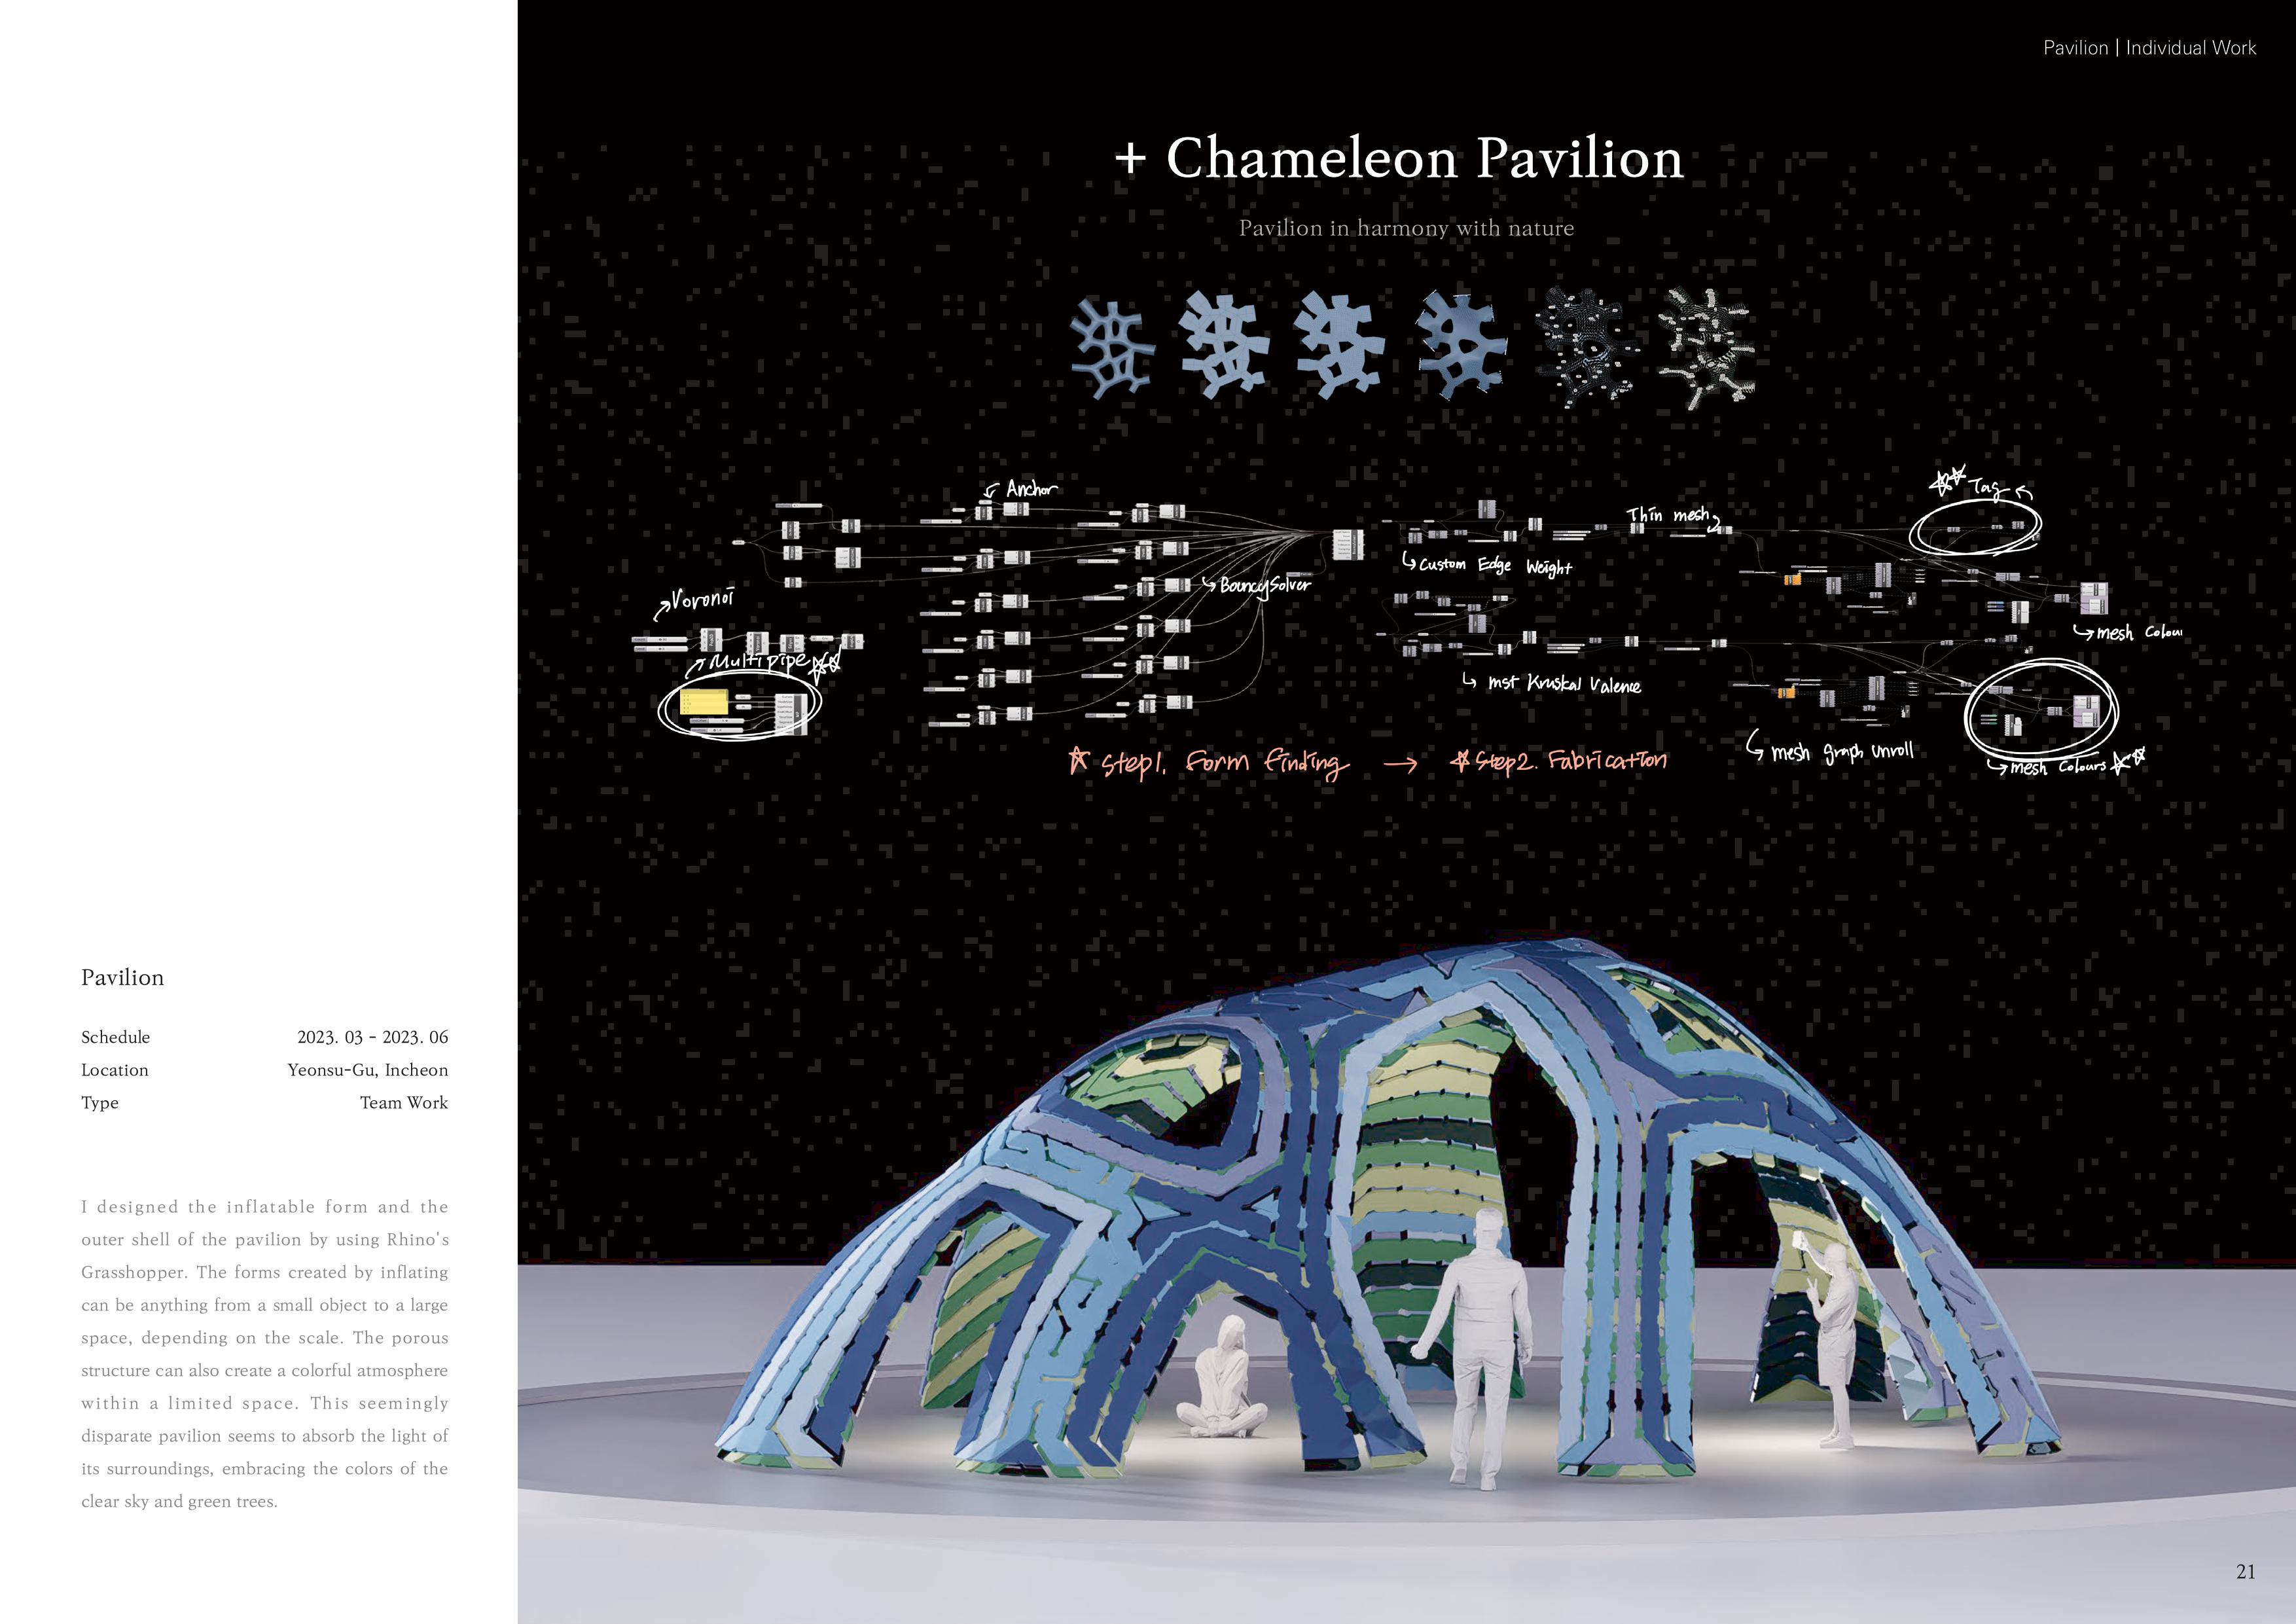 Pavilion | Individual Work
+ Chameleon Pavilion
Pavilion in harmony with nature
Anchor
Tag
Thin mesh
Custom Edge Weight
BouncySolver
Voronoi
mesh Colour
Multipipe
mst Kruskal Valence
mesh Graph unroll
mesh Colours
Step1. Form finding → Step2. Fabrication
Pavilion
Schedule 2023. 03 - 2023. 06
Location Yeonsu-Gu, Incheon
Type Team Work
I designed the inflatable form and the
outer shell of the pavilion by using Rhino's
Grasshopper. The forms created by inflating
can be anything from a small object to a large
space, depending on the scale. The porous
structure can also create a colorful atmosphere
within a limited space. This seemingly
disparate pavilion seems to absorb the light of
its surroundings, embracing the colors of the
clear sky and green trees.
21